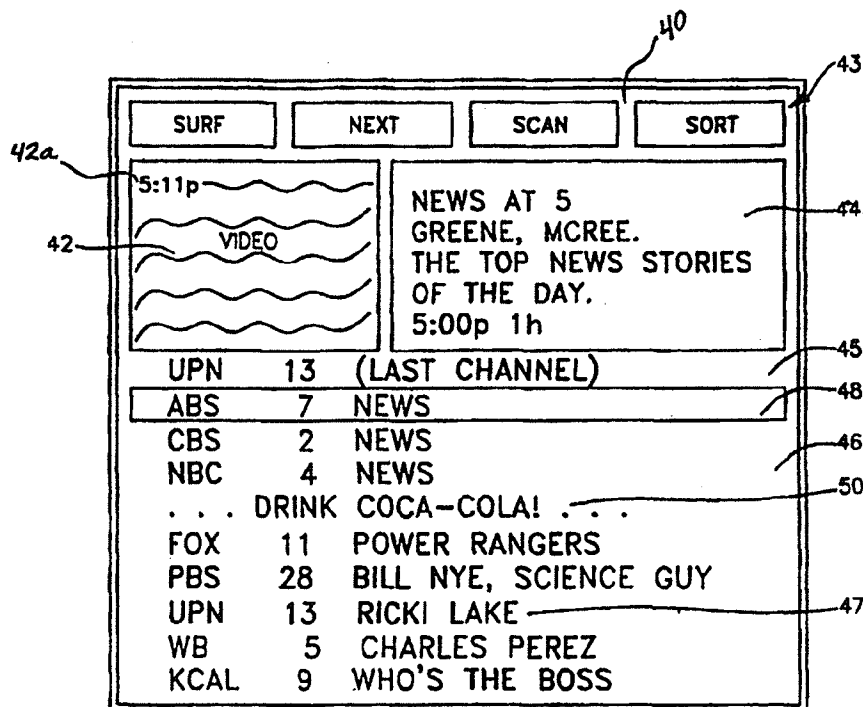 40
43
SURF NEXT SCAN SORT
42a
5:11p
42
VIDEO
NEWS AT 5
GREENE, MCREE.
THE TOP NEWS STORIES
OF THE DAY.
5:00p 1h
44
UPN 13 (LAST CHANNEL)
45
ABS 7 NEWS
48
CBS 2 NEWS
46
NBC 4 NEWS
50
. . . DRINK COCA-COLA! . . .
FOX 11 POWER RANGERS
PBS 28 BILL NYE, SCIENCE GUY
UPN 13 RICKI LAKE
47
WB 5 CHARLES PEREZ
KCAL 9 WHO'S THE BOSS